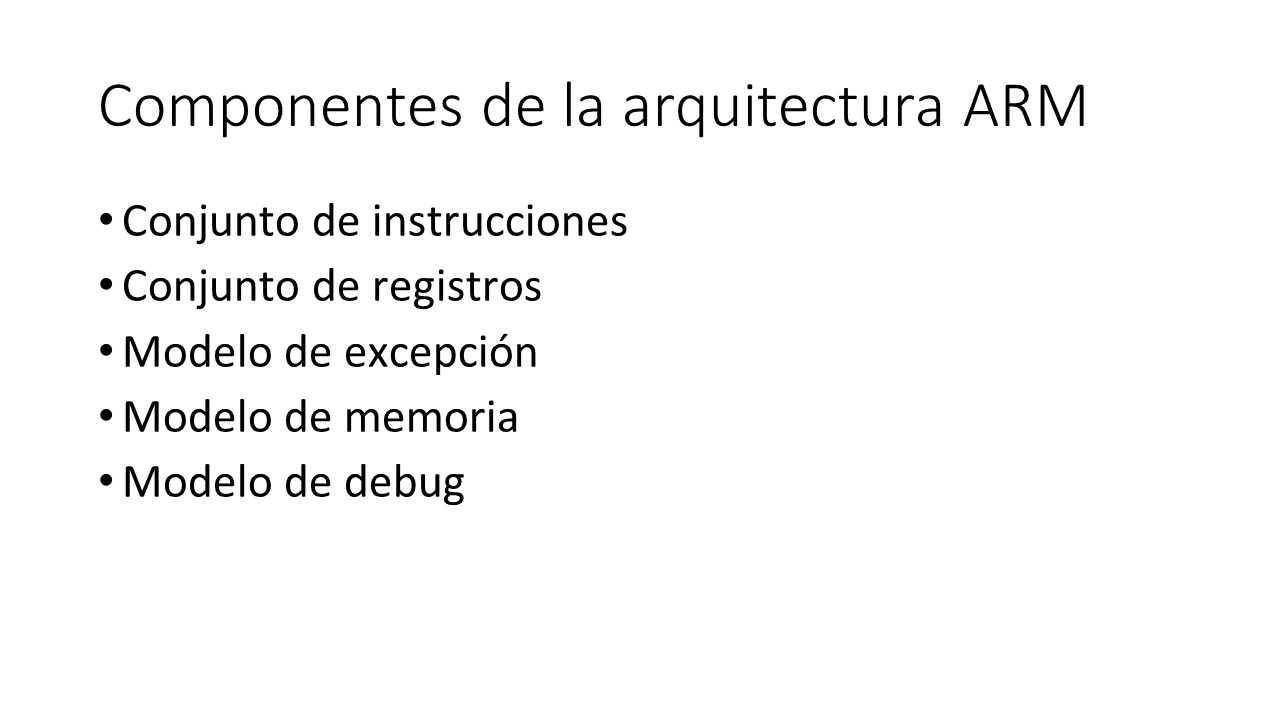 Componentes de la arquitectura ARM
• Conjunto de instrucciones
• Conjunto de registros
• Modelo de excepción
• Modelo de memoria
• Modelo de debug